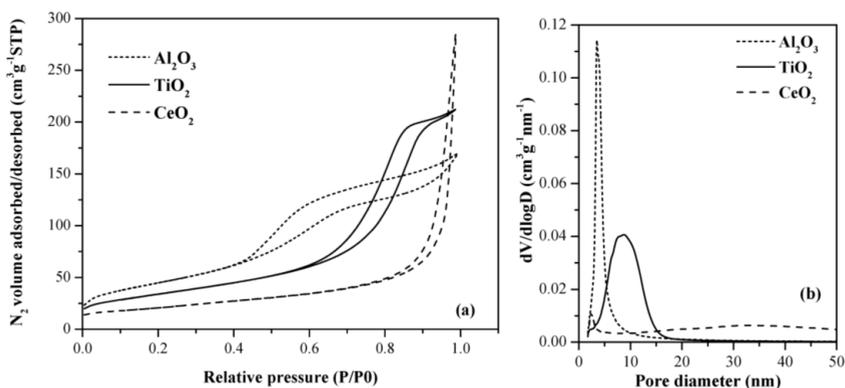 300
250
200
150
100
50
0
N₂ volume adsorbed/desorbed (cm³g⁻¹STP)
Al₂O₃
TiO₂
CeO₂
(a)
0.0 0.2 0.4 0.6 0.8 1.0
Relative pressure (P/P0)
0.12
0.10
0.08
0.06
0.04
0.02
0.00
dV/dlogD (cm³g⁻¹nm⁻¹)
Al₂O₃
TiO₂
CeO₂
(b)
0 10 20 30 40 50
Pore diameter (nm)